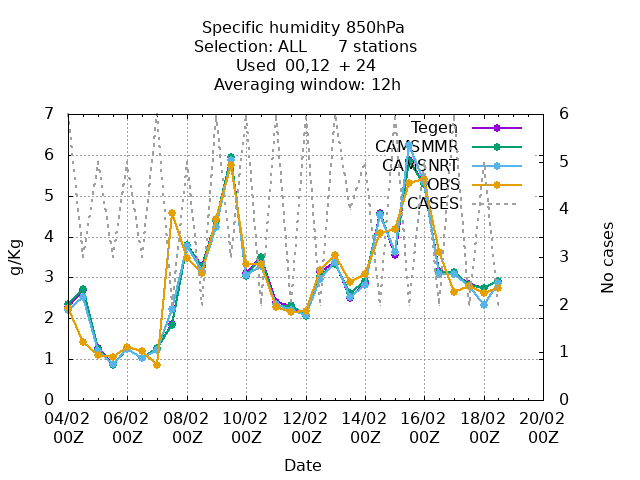 Specific humidity 850hPa
Selection: ALL 7 stations
Used 00,12 + 24
Averaging window: 12h
7
6
5
4
3
2
1
0
g/Kg
6
5
4
3
2
1
0
No cases
Tegen
CAMSMMR
CAMSNRT
OBS
CASES
04/02 06/02 08/02 10/02 12/02 14/02 16/02 18/02 20/02
00Z 00Z 00Z 00Z 00Z 00Z 00Z 00Z 00Z
Date